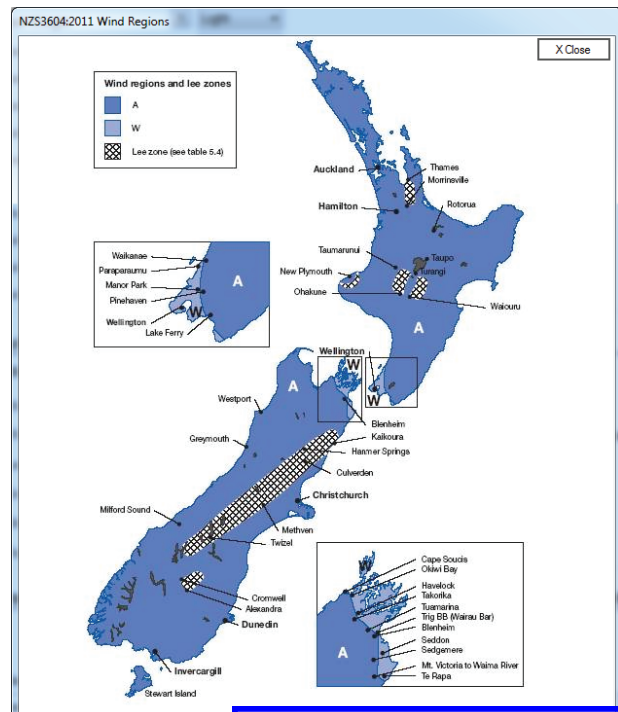 NZS3604:2011 Wind Regions
X Close
Wind regions and lee zones
A
W
Lee zone (see table 5.4)
Auckland
Thames
Morrinsville
Hamilton
Rotorua
Taumarunui
Taupo
Turangi
New Plymouth
Ohakune
Waiouru
A
Waikanae
Paraparaumu
Manor Park
Pinehaven
Wellington
Lake Ferry
A
W
Wellington
W
W
A
Westport
Blenheim
Kaikoura
Greymouth
Hanmer Springs
Culverden
Christchurch
Milford Sound
Methven
Twizel
Cromwell
Alexandra
Dunedin
Invercargill
Stewart Island
W
Cape Soucis
Okiwi Bay
Havelock
Takorika
Tuamarina
Trig BB (Wairau Bar)
Blenheim
Seddon
Sedgemere
A
Mt. Victoria to Waima River
Te Rapa